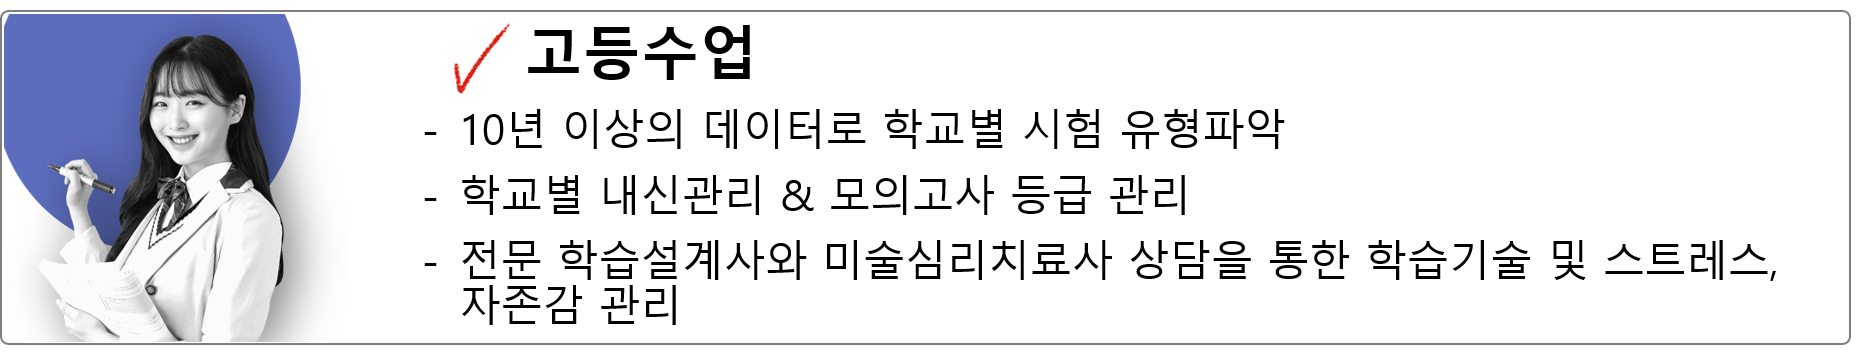 고등수업
- 10년 이상의 데이터로 학교별 시험 유형파악
- 학교별 내신관리 & 모의고사 등급 관리
- 전문 학습설계사와 미술심리치료사 상담을 통한 학습기술 및 스트레스,
자존감 관리